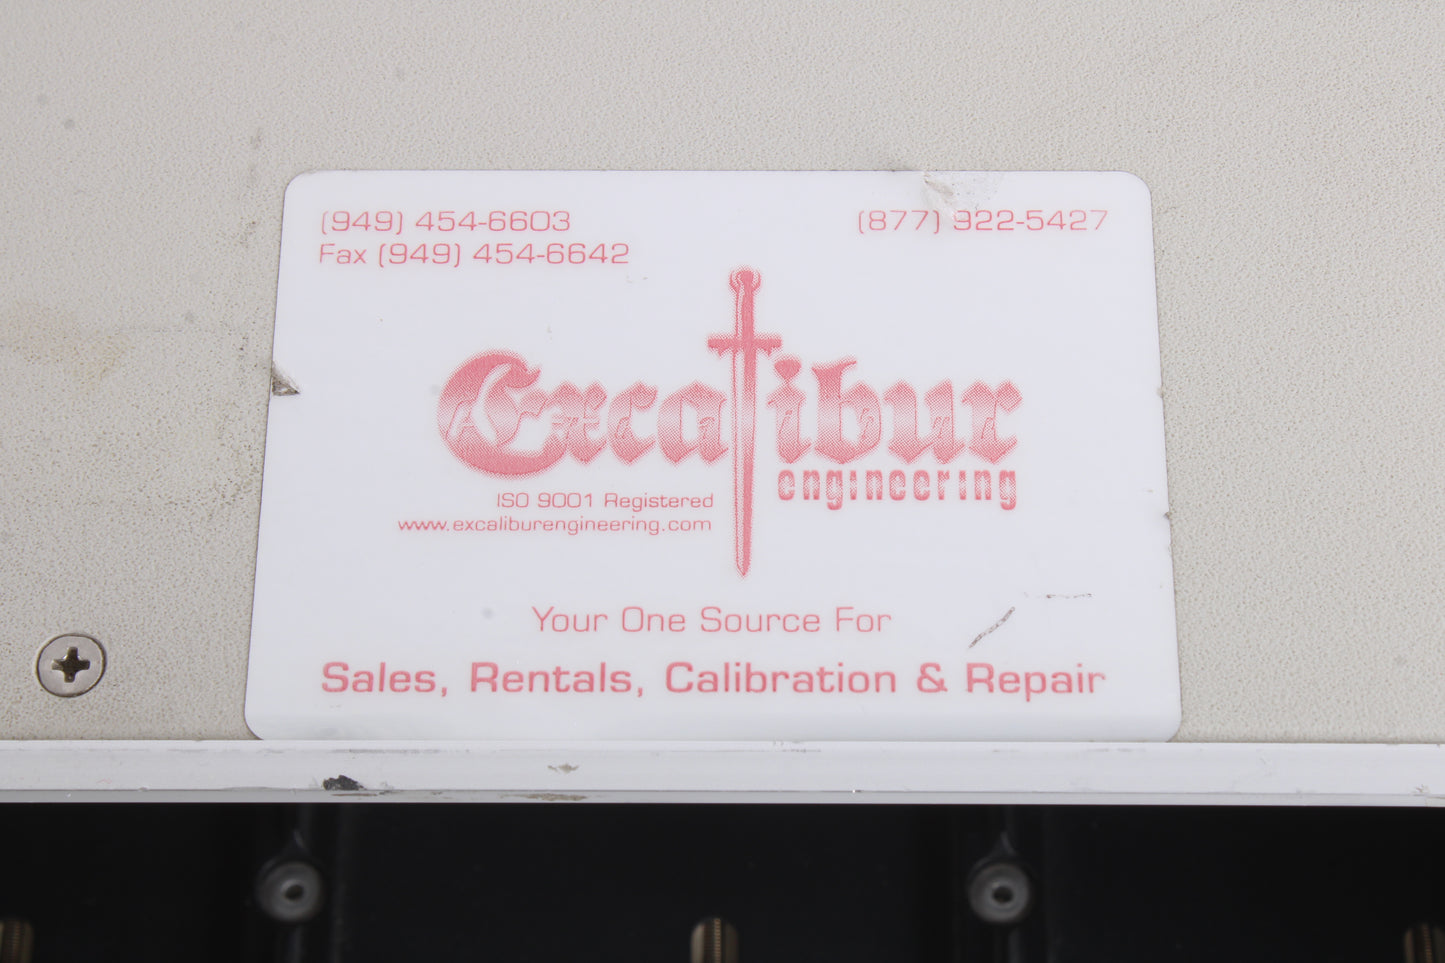 (949) 454-6603
(877) 922-5427
Fax (949) 454-6642
Excalibur
engineering
ISO 9001 Registered
www.excaliburengineering.com
Your One Source For
Sales, Rentals, Calibration & Repair